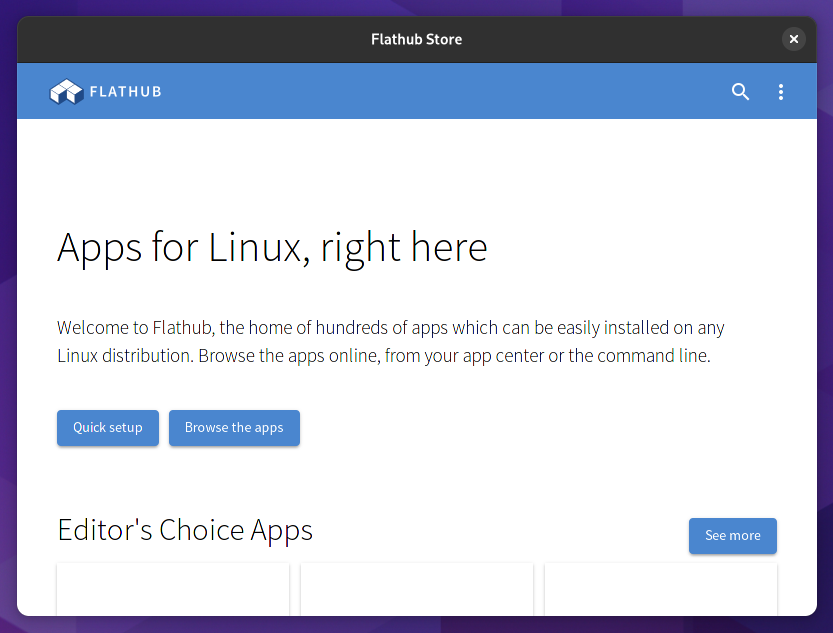 Flathub Store
FLATHUB
Apps for Linux, right here
Welcome to Flathub, the home of hundreds of apps which can be easily installed on any
Linux distribution. Browse the apps online, from your app center or the command line.
Quick setup
Browse the apps
Editor's Choice Apps
See more